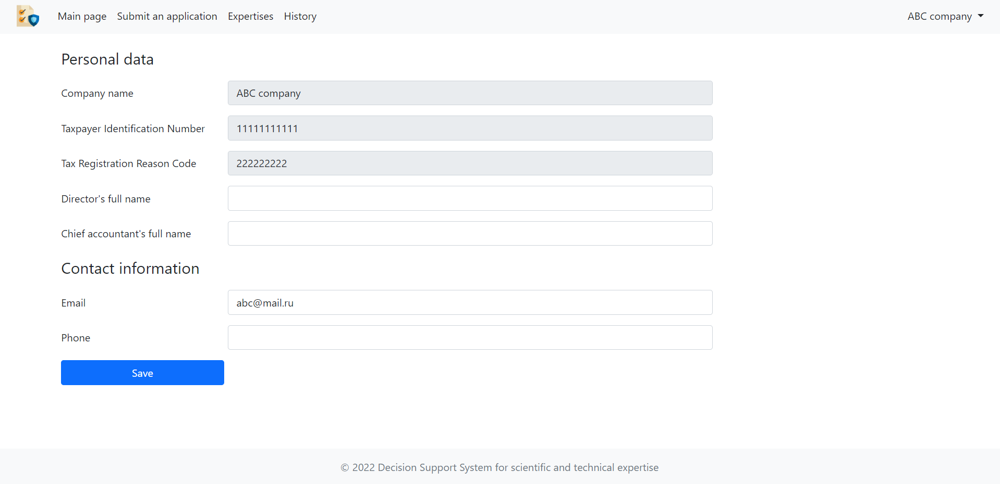 Main page Submit an application Expertises History ABC company
Personal data
Company name ABC company
Taxpayer Identification Number 11111111111
Tax Registration Reason Code 222222222
Director's full name
Chief accountant's full name
Contact information
Email abc@mail.ru
Phone
Save
© 2022 Decision Support System for scientific and technical expertise